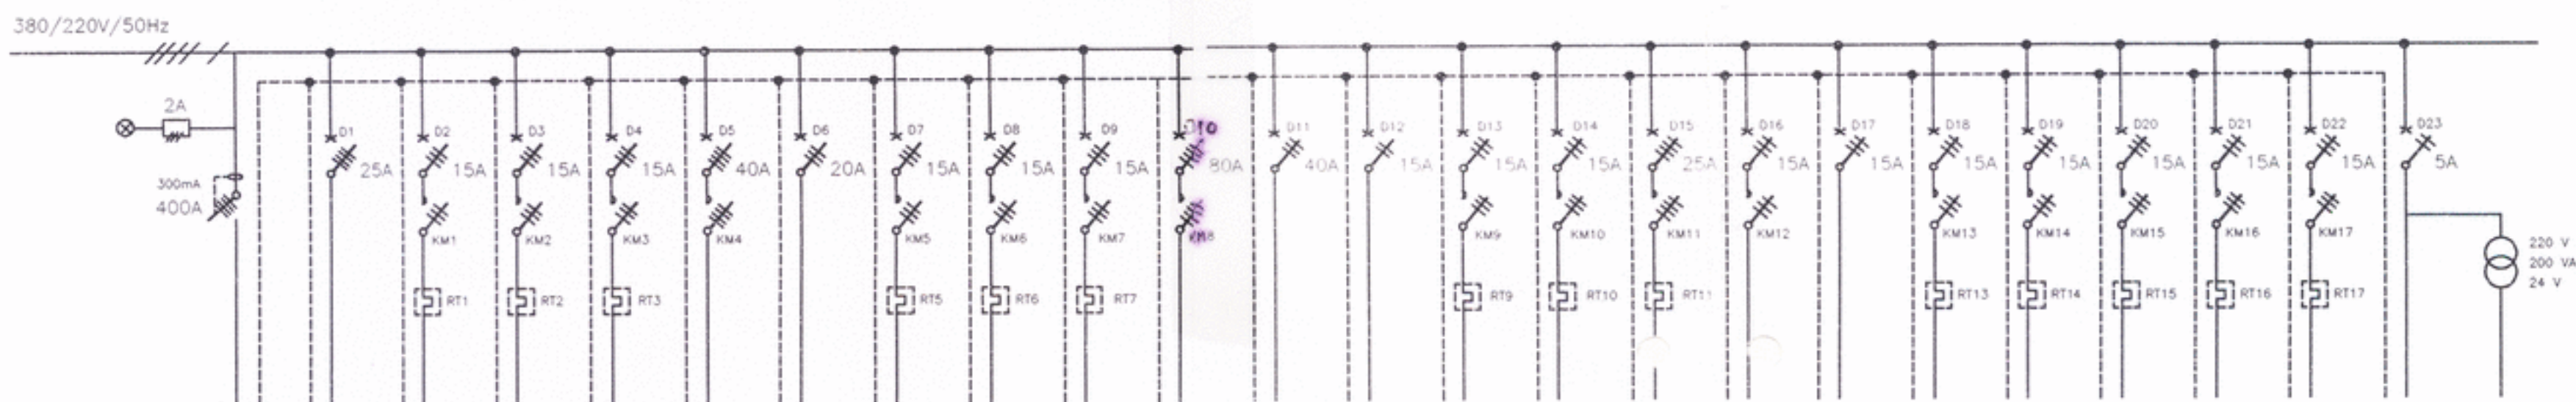 380/220V/50Hz
2A
300mA
400A
D1 D2 D3 D4 D5 D6 D7 D8 D9 D10 D11 D12 D13 D14 D15 D16 D17 D18 D19 D20 D21 D22 D23
25A 15A 15A 15A 40A 20A 15A 15A 15A 80A 40A 15A 15A 15A 25A 15A 15A 15A 15A 15A 15A 15A 5A
KM1 KM2 KM3 KM4 KM5 KM6 KM7 KM8 KM9 KM10 KM11 KM12 KM13 KM14 KM15 KM16 KM17
220 V
200 VA
24 V
RT1 RT2 RT3 RT5 RT6 RT7 RT9 RT10 RT11 RT13 RT14 RT15 RT16 RT17